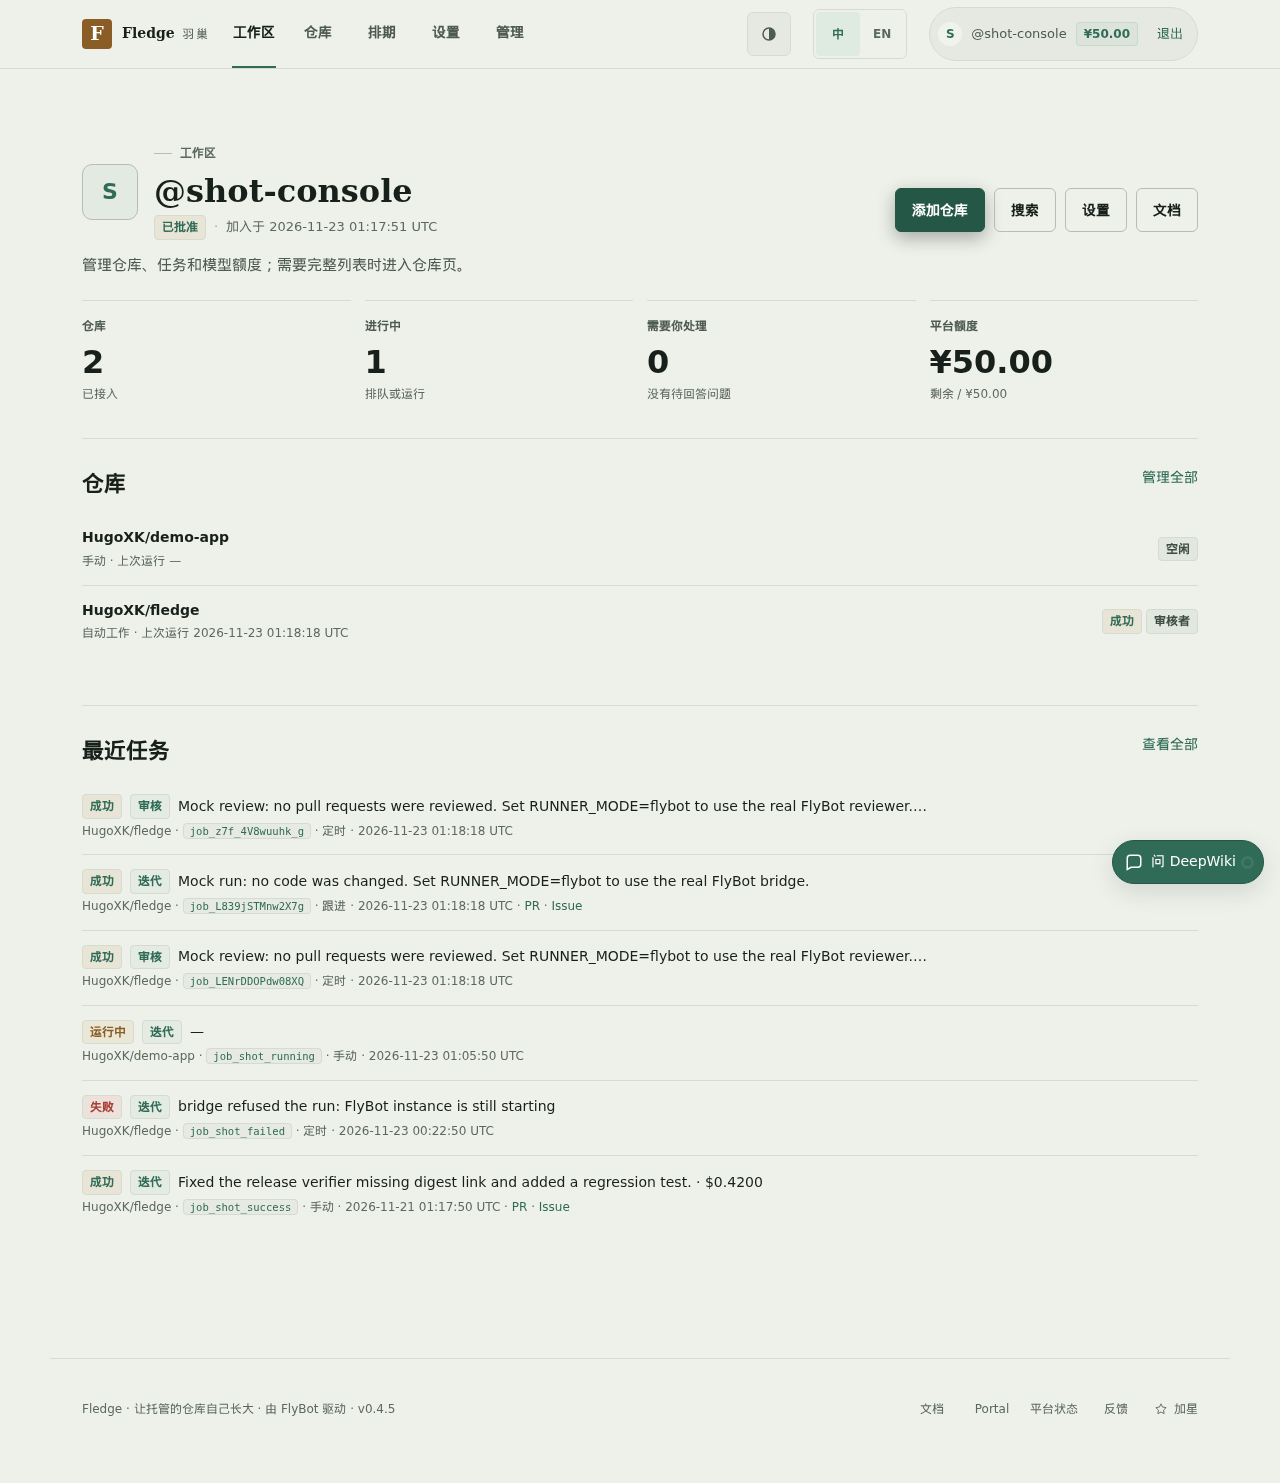 F Fledge 羽巢 工作区 仓库 排期 设置 管理 中 EN S @shot-console ¥50.00 退出
工作区
S
@shot-console
已批准 · 加入于 2026-11-23 01:17:51 UTC
添加仓库 搜索 设置 文档
管理仓库、任务和模型额度；需要完整列表时进入仓库页。
仓库 进行中 需要你处理 平台额度
2 1 0 ¥50.00
已接入 排队或运行 没有待回答问题 剩余 / ¥50.00
仓库 管理全部
HugoXK/demo-app
手动 · 上次运行 — 空闲
HugoXK/fledge
自动工作 · 上次运行 2026-11-23 01:18:18 UTC 成功 审核者
最近任务 查看全部
成功 审核 Mock review: no pull requests were reviewed. Set RUNNER_MODE=flybot to use the real FlyBot reviewer.…
HugoXK/fledge · job_z7f_4V8wuuhk_g · 定时 · 2026-11-23 01:18:18 UTC
问 DeepWiki
成功 迭代 Mock run: no code was changed. Set RUNNER_MODE=flybot to use the real FlyBot bridge.
HugoXK/fledge · job_L839jSTMnw2X7g · 跟进 · 2026-11-23 01:18:18 UTC · PR · Issue
成功 审核 Mock review: no pull requests were reviewed. Set RUNNER_MODE=flybot to use the real FlyBot reviewer.…
HugoXK/fledge · job_LENrDDOPdw08XQ · 定时 · 2026-11-23 01:18:18 UTC
运行中 迭代 —
HugoXK/demo-app · job_shot_running · 手动 · 2026-11-23 01:05:50 UTC
失败 迭代 bridge refused the run: FlyBot instance is still starting
HugoXK/fledge · job_shot_failed · 定时 · 2026-11-23 00:22:50 UTC
成功 迭代 Fixed the release verifier missing digest link and added a regression test. · $0.4200
HugoXK/fledge · job_shot_success · 手动 · 2026-11-21 01:17:50 UTC · PR · Issue
Fledge · 让托管的仓库自己长大 · 由 FlyBot 驱动 · v0.4.5 文档 Portal 平台状态 反馈 加星